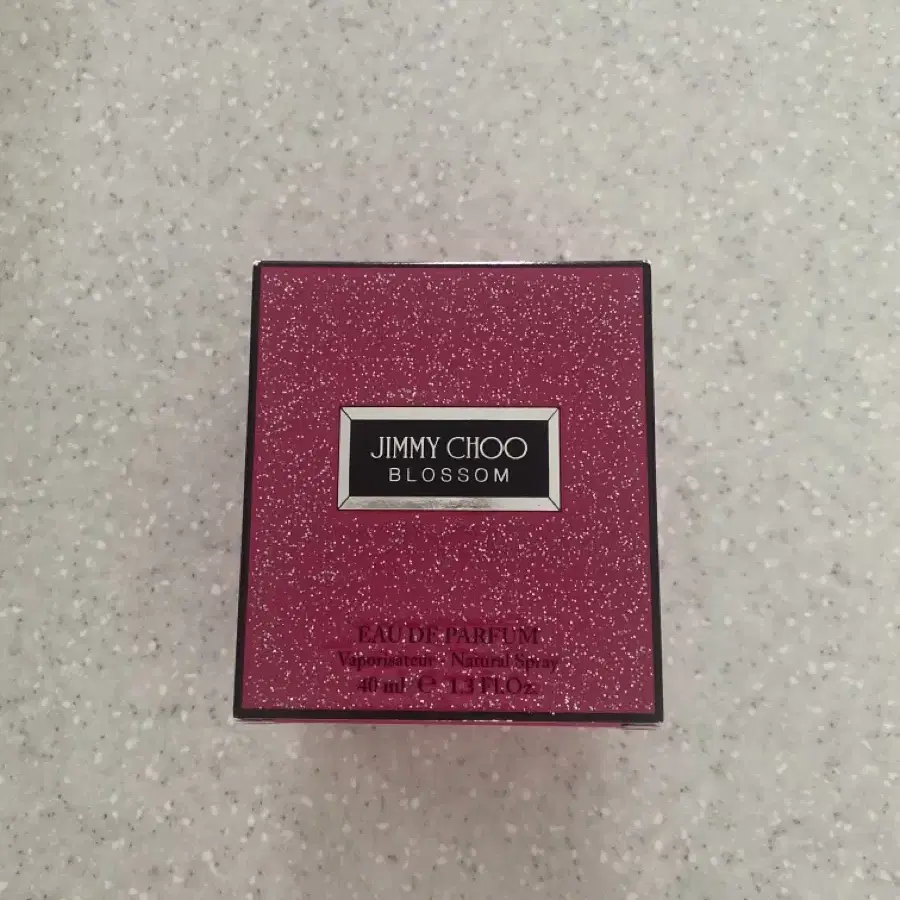 JIMMY CHOO
BLOSSOM
EAU DE PARFUM
Vaporisateur · Natural Spray
40 ml ℮ 1.3 Fl.Oz.